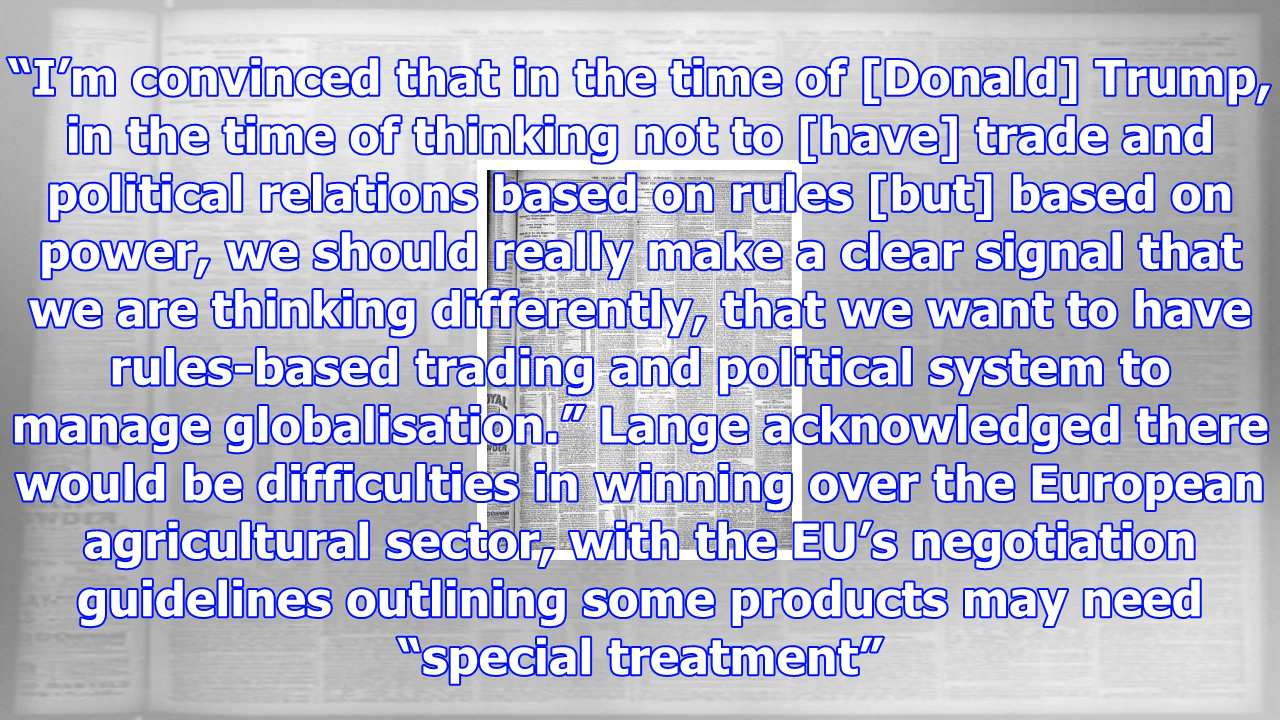 “I’m convinced that in the time of [Donald] Trump,
in the time of thinking not to [have] trade and
political relations based on rules [but] based on
power, we should really make a clear signal that
we are thinking differently, that we want to have
rules-based trading and political system to
manage globalisation.” Lange acknowledged there
would be difficulties in winning over the European
agricultural sector, with the EU’s negotiation
guidelines outlining some products may need
“special treatment”